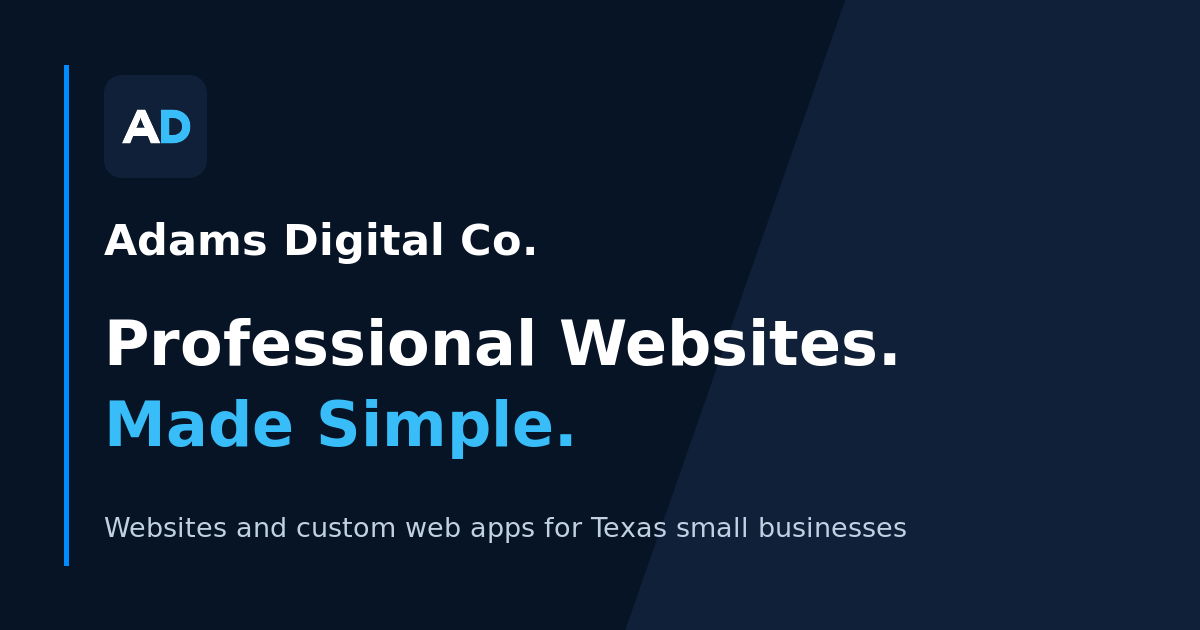 AD
Adams Digital Co.
Professional Websites.
Made Simple.
Websites and custom web apps for Texas small businesses